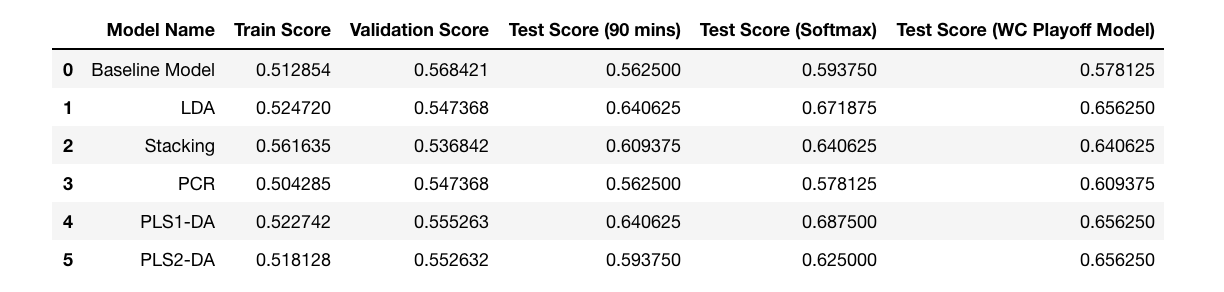 Model Name Train Score Validation Score Test Score (90 mins) Test Score (Softmax) Test Score (WC Playoff Model)
0 Baseline Model 0.512854 0.568421 0.562500 0.593750 0.578125
1 LDA 0.524720 0.547368 0.640625 0.671875 0.656250
2 Stacking 0.561635 0.536842 0.609375 0.640625 0.640625
3 PCR 0.504285 0.547368 0.562500 0.578125 0.609375
4 PLS1-DA 0.522742 0.555263 0.640625 0.687500 0.656250
5 PLS2-DA 0.518128 0.552632 0.593750 0.625000 0.656250